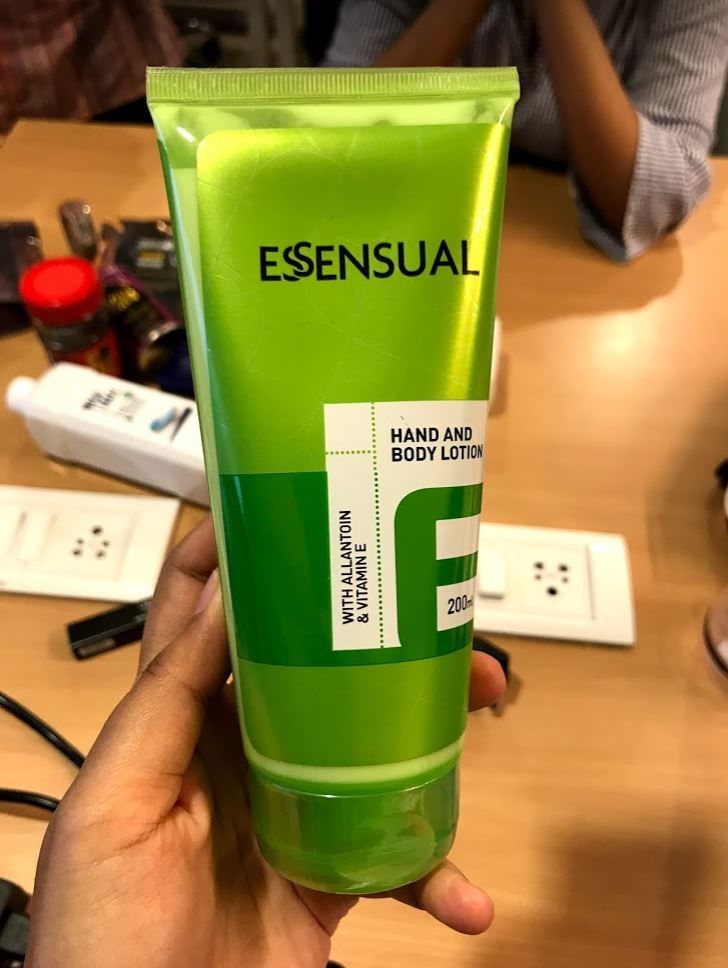 ESSENSUAL
HAND AND
BODY LOTION
WITH ALLANTOIN
& VITAMIN E
200ml